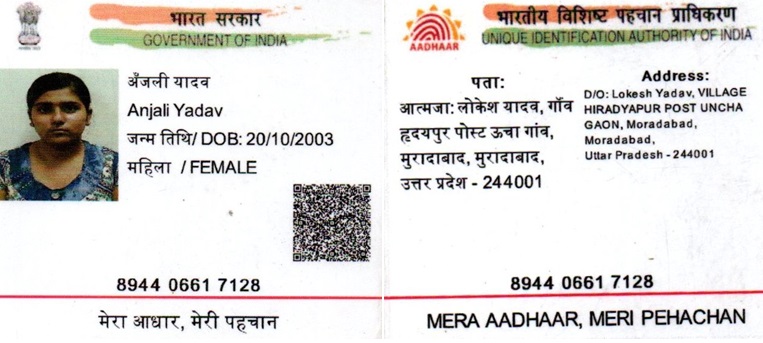 भारत सरकार
GOVERNMENT OF INDIA
अँजली यादव
Anjali Yadav
जन्म तिथि/ DOB: 20/10/2003
महिला / FEMALE
8944 0661 7128
मेरा आधार, मेरी पहचान
AADHAAR
भारतीय विशिष्ट पहचान प्राधिकरण
UNIQUE IDENTIFICATION AUTHORITY OF INDIA
पता:
आत्मजा: लोकेश यादव, गाँव
हृदयपुर पोस्ट ऊचा गांव,
मुरादाबाद, मुरादाबाद,
उत्तर प्रदेश - 244001
Address:
D/O: Lokesh Yadav, VILLAGE
HIRADYAPUR POST UNCHA
GAON, Moradabad,
Moradabad,
Uttar Pradesh - 244001
8944 0661 7128
MERA AADHAAR, MERI PEHACHAN